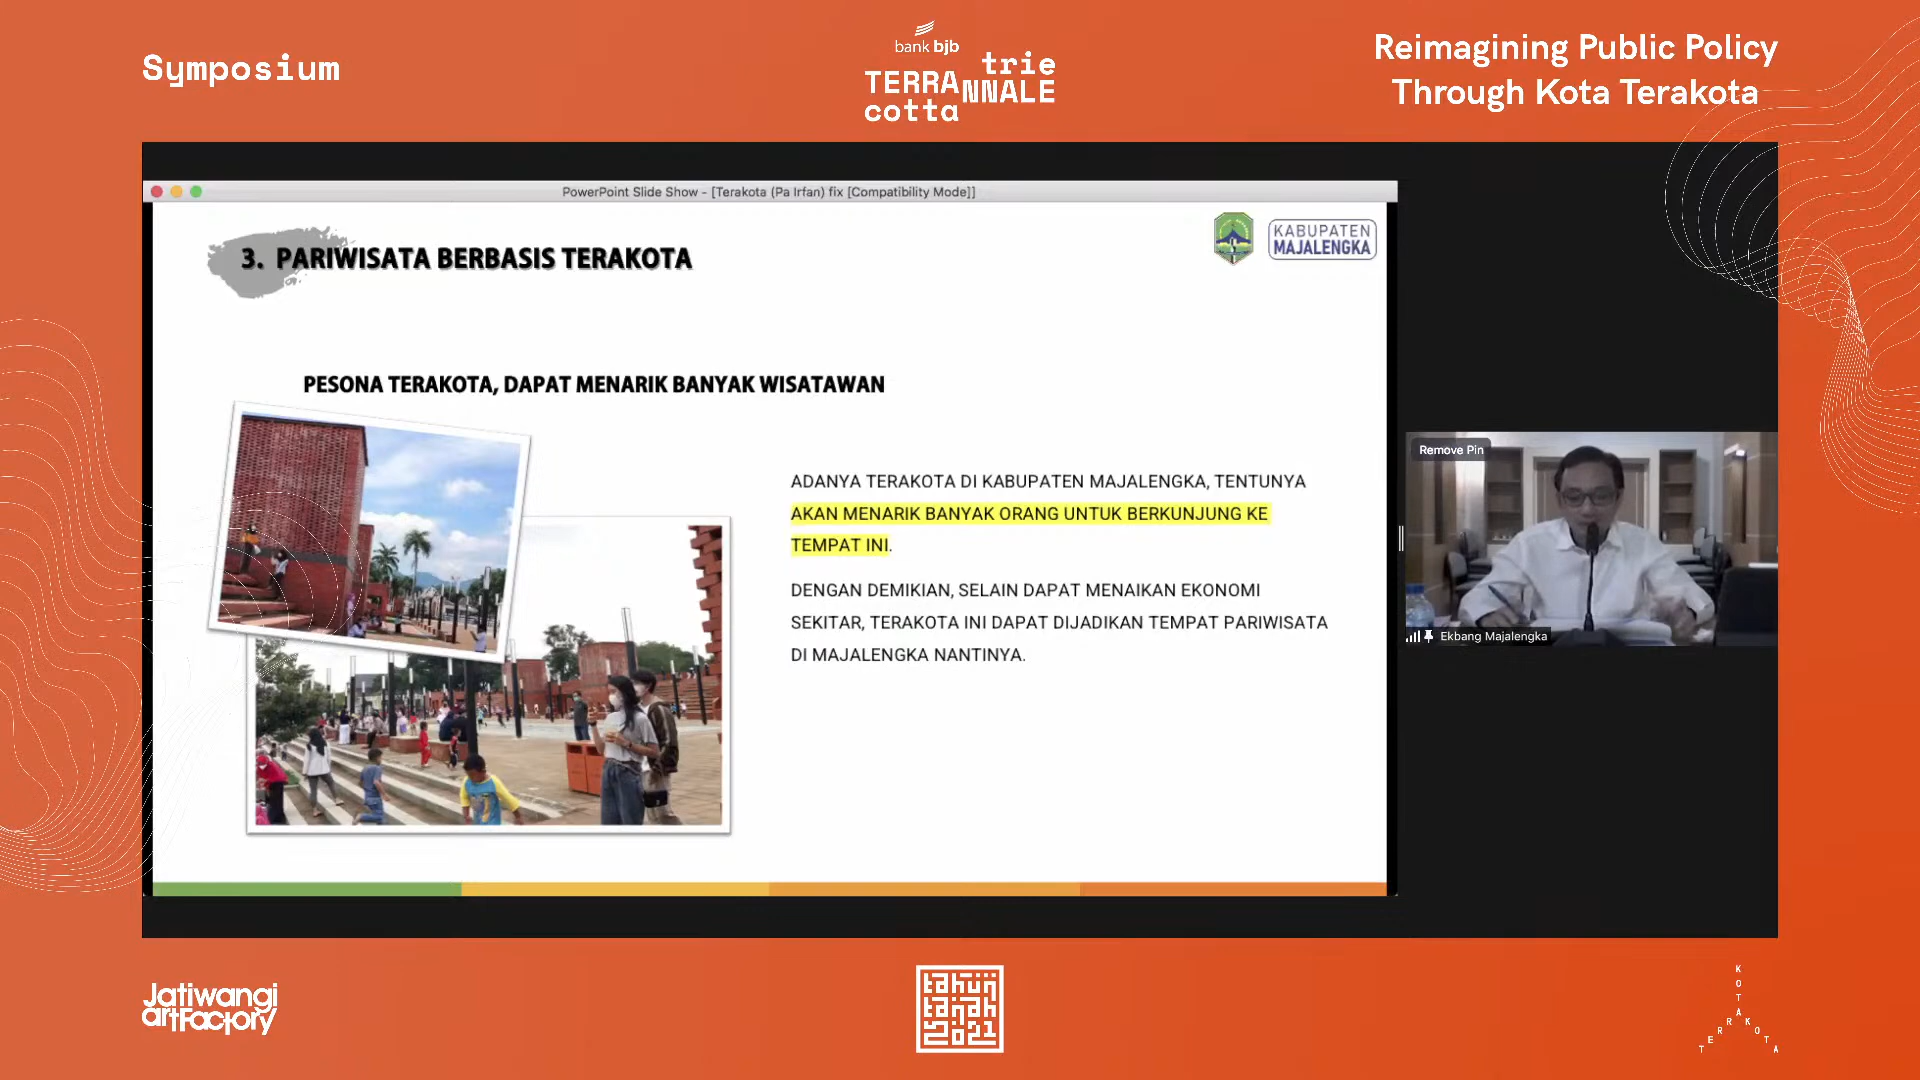 Symposium
bank bjb
TERRA
cotta
trie
NNALE
Reimagining Public Policy
Through Kota Terakota
PowerPoint Slide Show - [Terakota (Pa Irfan) fix [Compatibility Mode]]
3. PARIWISATA BERBASIS TERAKOTA
KABUPATEN
MAJALENGKA
PESONA TERAKOTA, DAPAT MENARIK BANYAK WISATAWAN
ADANYA TERAKOTA DI KABUPATEN MAJALENGKA, TENTUNYA
AKAN MENARIK BANYAK ORANG UNTUK BERKUNJUNG KE
TEMPAT INI.
DENGAN DEMIKIAN, SELAIN DAPAT MENAIKAN EKONOMI
SEKITAR, TERAKOTA INI DAPAT DIJADIKAN TEMPAT PARIWISATA
DI MAJALENGKA NANTINYA.
Remove Pin
Ekbang Majalengka
Jatiwangi
artFactory
tahun
tanah
2021
KOTA
TERRAKOTA